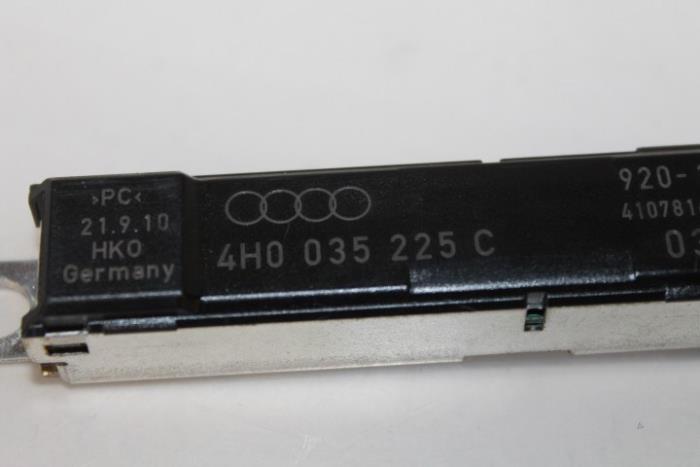 >PC<
21.9.10
HKO
Germany
4H0 035 225 C
920-
410781